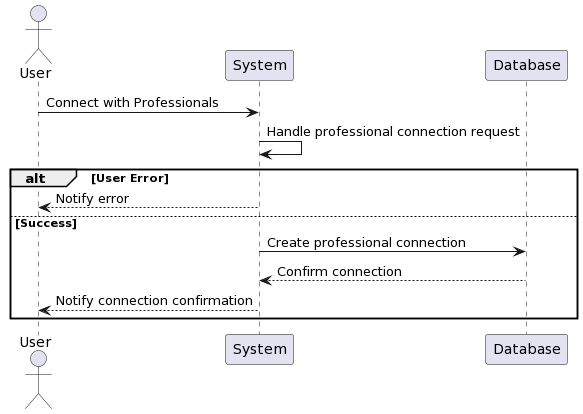 User
System
Database
Connect with Professionals
Handle professional connection request
alt
[User Error]
Notify error
[Success]
Create professional connection
Confirm connection
Notify connection confirmation
User
System
Database